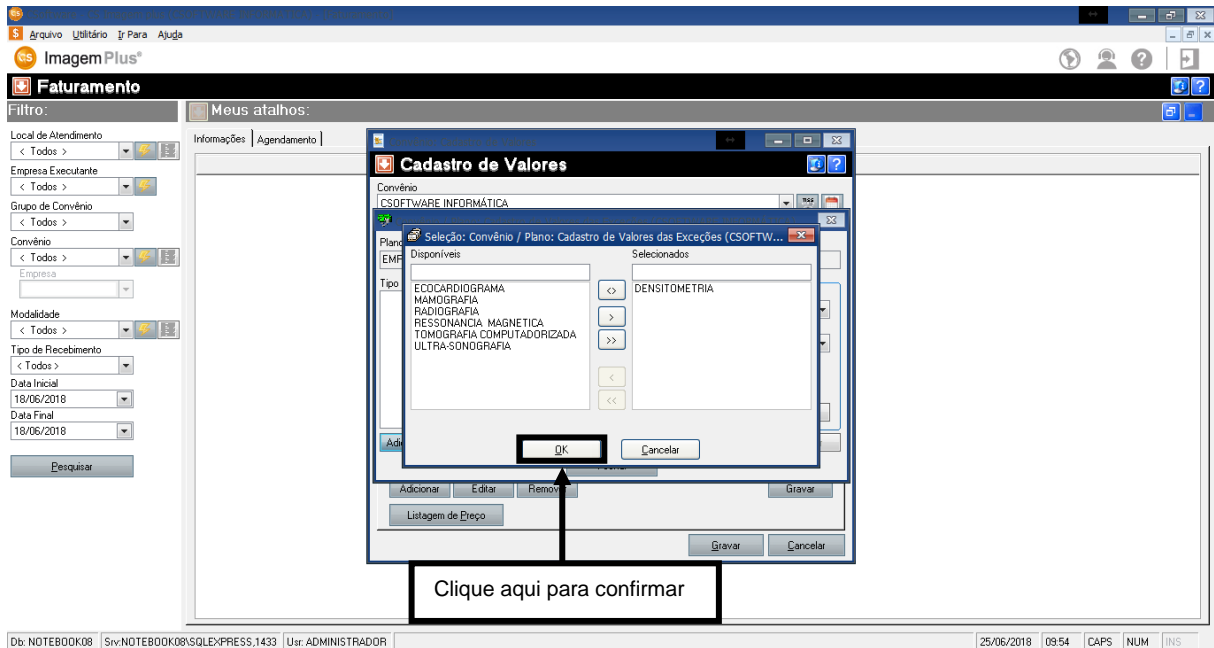 Arquivo Utilitário Ir Para Ajuda
ImagemPlus®
Faturamento
Filtro:
Meus atalhos:
Local de Atendimento
< Todos >
Empresa Executante
< Todos >
Grupo de Convênio
< Todos >
Convênio
< Todos >
Empresa
Modalidade
< Todos >
Tipo de Recebimento
< Todos >
Data Inicial
18/06/2018
Data Final
18/06/2018
Pesquisar
Informações Agendamento
Cadastro de Valores
Convênio
CSOFTWARE INFORMÁTICA
Plano
EMP
Tipo
Seleção: Convênio / Plano: Cadastro de Valores das Exceções (CSOFTW...
Disponíveis
Selecionados
ECOCARDIOGRAMA
MAMOGRAFIA
RADIOGRAFIA
RESSONANCIA MAGNETICA
TOMOGRAFIA COMPUTADORIZADA
ULTRA-SONOGRAFIA
<>
>
>>
<
<<
DENSITOMETRIA
Adi
OK
Cancelar
Adicionar Editar Remover Gravar
Listagem de Preço
Gravar Cancelar
Clique aqui para confirmar
Db: NOTEBOOK08 Srv:NOTEBOOK08\SQLEXPRESS,1433 Usr: ADMINISTRADOR 25/06/2018 09:54 CAPS NUM INS